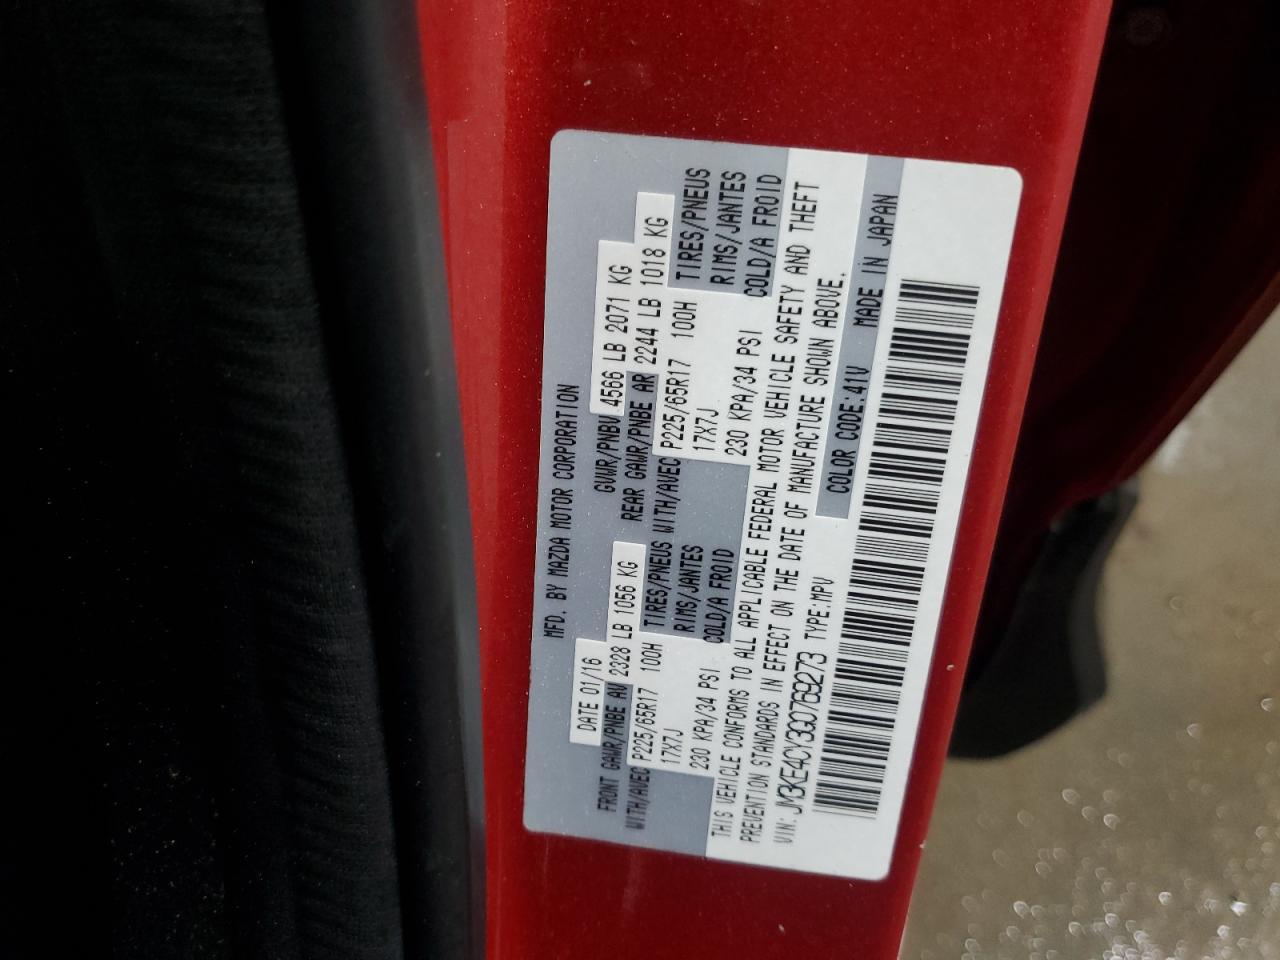 MFD. BY MAZDA MOTOR CORPORATION
DATE 01/16 GVWR/PNBV 4566 LB 2071 KG
FRONT GAWR/PNBE AV 2328 LB 1056 KG REAR GAWR/PNBE AR 2244 LB 1018 KG
WITH/AVEC P225/65R17 100H TIRES/PNEUS WITH/AVEC P225/65R17 100H TIRES/PNEUS
17X7J RIMS/JANTES 17X7J RIMS/JANTES
230 KPA/34 PSI COLD/A FROID 230 KPA/34 PSI COLD/A FROID
THIS VEHICLE CONFORMS TO ALL APPLICABLE FEDERAL MOTOR VEHICLE SAFETY AND THEFT
PREVENTION STANDARDS IN EFFECT ON THE DATE OF MANUFACTURE SHOWN ABOVE.
VIN: JM3KE4CY3G0769273 TYPE:MPV COLOR CODE:41V MADE IN JAPAN